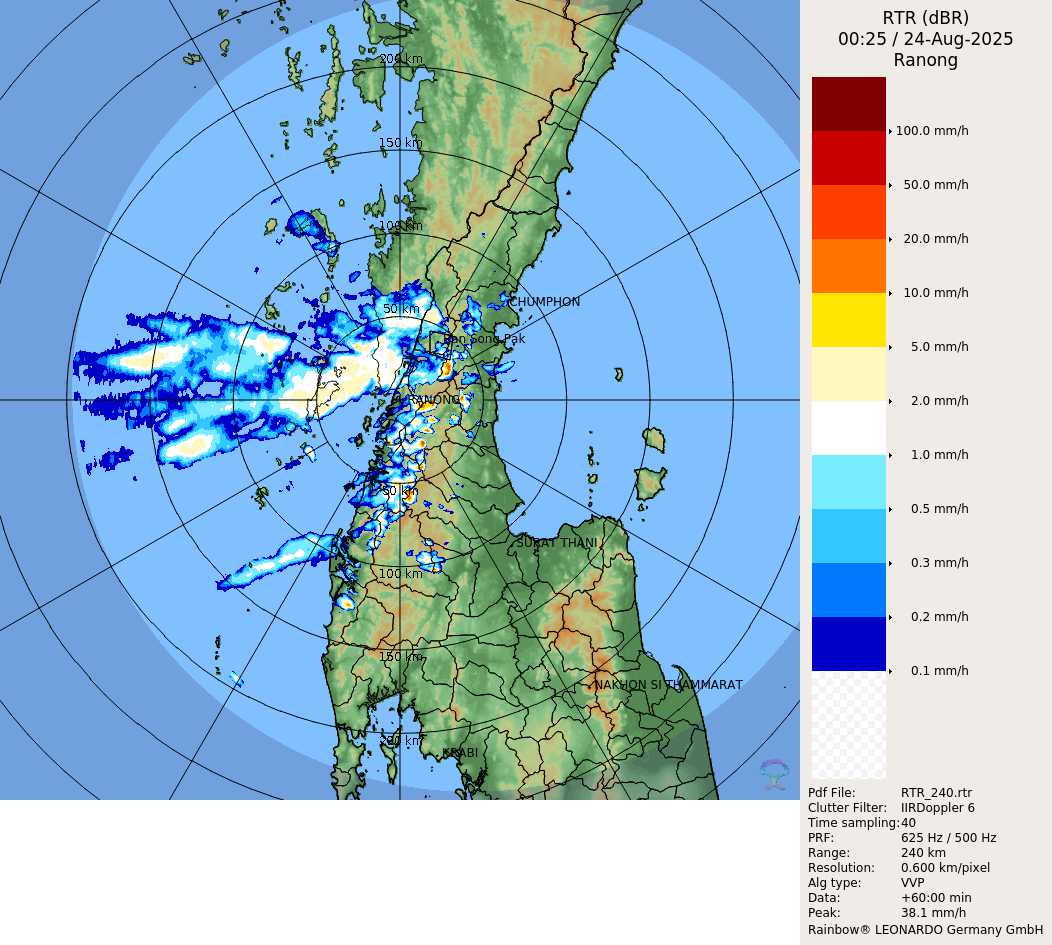 RTR (dBR)
00:25 / 24-Aug-2025
Ranong
100.0 mm/h
50.0 mm/h
20.0 mm/h
10.0 mm/h
5.0 mm/h
2.0 mm/h
1.0 mm/h
0.5 mm/h
0.3 mm/h
0.2 mm/h
0.1 mm/h
200 km
150 km
100 km
50 km
CHUMPHON
Ban Song Pak
RANONG
50 km
SURAT THANI
100 km
150 km
NAKHON SI THAMMARAT
200 km
KRABI
Pdf File: RTR_240.rtr
Clutter Filter: IIRDoppler 6
Time sampling:40
PRF: 625 Hz / 500 Hz
Range: 240 km
Resolution: 0.600 km/pixel
Alg type: VVP
Data: +60:00 min
Peak: 38.1 mm/h
Rainbow® LEONARDO Germany GmbH